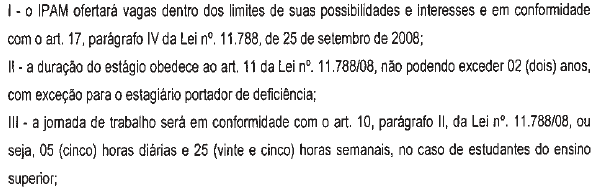 I - o IPAM ofertará vagas dentro dos limites de suas possibilidades e interesses e em conformidade
com o art. 17, parágrafo IV da Lei nº. 11.788, de 25 de setembro de 2008;
II - a duração do estágio obedece ao art. 11 da Lei nº. 11.788/08, não podendo exceder 02 (dois) anos,
com exceção para o estagiário portador de deficiência;
III - a jornada de trabalho será em conformidade com o art. 10, parágrafo II, da Lei nº. 11.788/08, ou
seja, 05 (cinco) horas diárias e 25 (vinte e cinco) horas semanais, no caso de estudantes do ensino
superior;